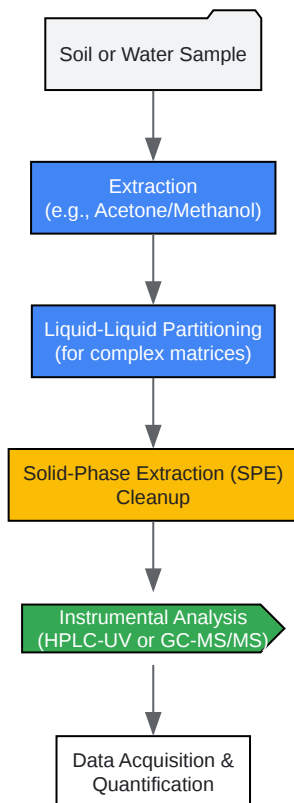 Soil or Water Sample
Extraction
(e.g., Acetone/Methanol)
Liquid-Liquid Partitioning
(for complex matrices)
Solid-Phase Extraction (SPE)
Cleanup
Instrumental Analysis
(HPLC-UV or GC-MS/MS)
Data Acquisition &
Quantification